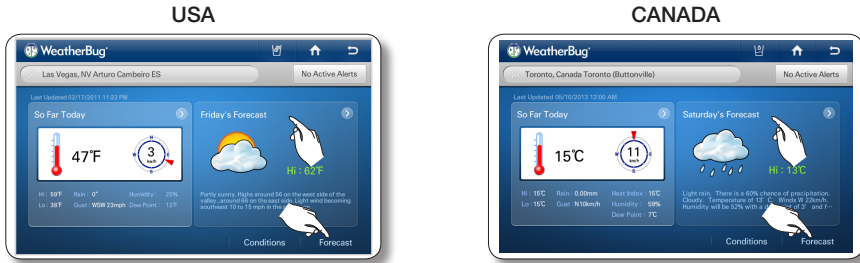 USA
WeatherBug®
Las Vegas, NV Arturo Cambeiro ES
No Active Alerts
Last Updated 02/17/2011 11:22 PM
So Far Today
Friday's Forecast
N
47°F
3
km/h
Hi : 62°F
Hi : 59°F Rain : 0" Humidity : 25%
Lo : 38°F Gust : WSW 23mph Dew Point : 12°F
Partly sunny. Highs around 56 on the west side of the
valley...around 66 on the east side. Light wind becoming
southeast 10 to 15 mph in the
Conditions Forecast
CANADA
WeatherBug®
Toronto, Canada Toronto (Buttonville)
No Active Alerts
Last Updated 05/10/2013 12:00 AM
So Far Today
Saturday's Forecast
15°C
11
km/h
Hi : 13°C
Hi : 15°C Rain : 0.00mm Heat Index : 15°C
Lo : 15°C Gust : N10km/h Humidity : 59%
Dew Point : 7°C
Light rain. There is a 60% chance of precipitation.
Cloudy. Temperature of 13° C. Winds W 22km/h.
Humidity will be 52% with a of 3° and f...
Conditions Forecast